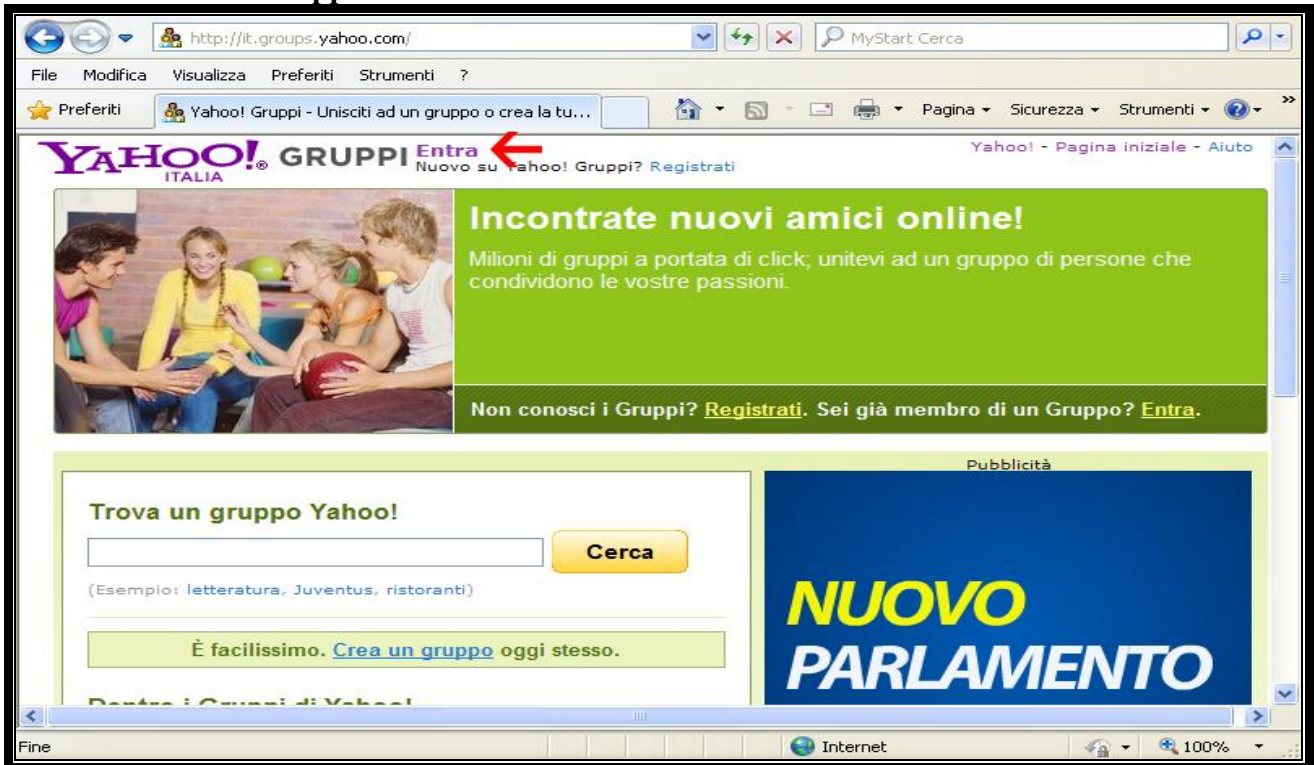 http://it.groups.yahoo.com/
MyStart Cerca
File Modifica Visualizza Preferiti Strumenti ?
Preferiti
Yahoo! Gruppi - Unisciti ad un gruppo o crea la tu...
Pagina Sicurezza Strumenti
YAHOO!® GRUPPI
ITALIA
Entra
Nuovo su Yahoo! Gruppi? Registrati
Yahoo! - Pagina iniziale - Aiuto
Incontrate nuovi amici online!
Milioni di gruppi a portata di click; unitevi ad un gruppo di persone che
condividono le vostre passioni.
Non conosci i Gruppi? Registrati. Sei già membro di un Gruppo? Entra.
Pubblicità
Trova un gruppo Yahoo!
Cerca
(Esempio: letteratura, Juventus, ristoranti)
È facilissimo. Crea un gruppo oggi stesso.
Dentro i Gruppi di Yahoo!
NUOVO
PARLAMENTO
Fine
Internet
100%